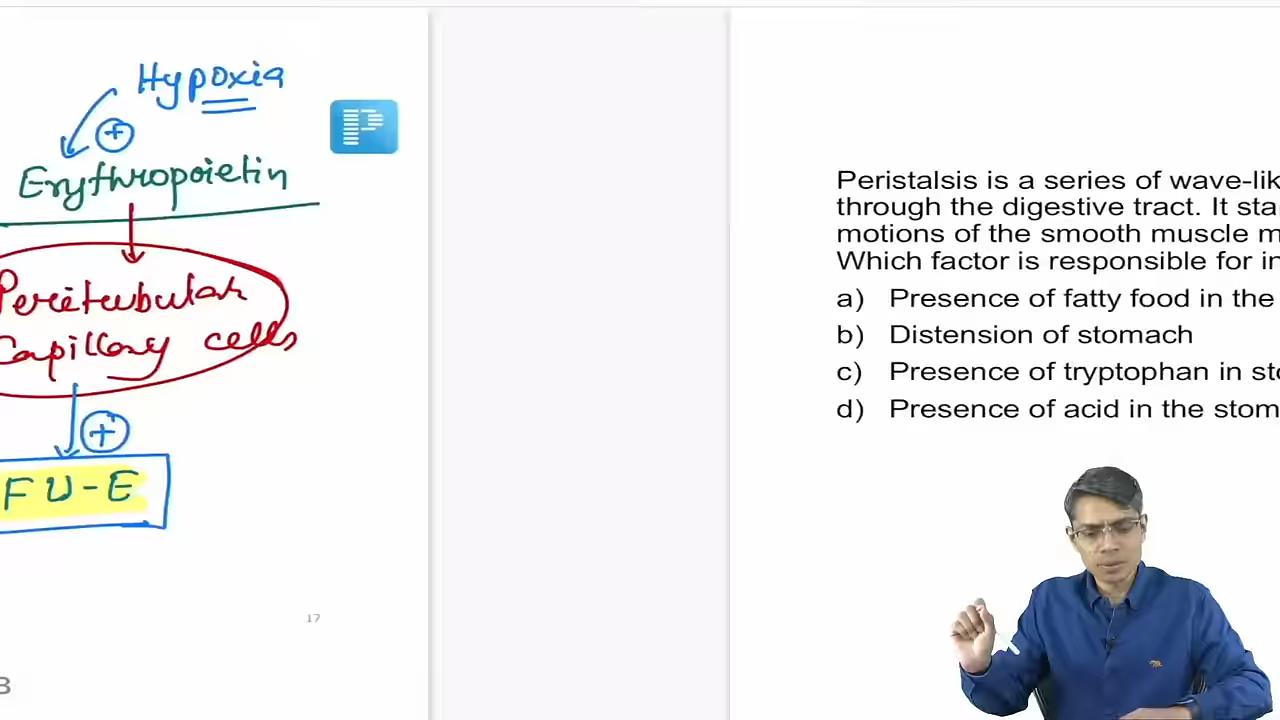 Hypoxia
+
Erythropoietin
Peritubular
Capillary cells
+
FU-E
17
B
P
Peristalsis is a series of wave-lik
through the digestive tract. It sta
motions of the smooth muscle m
Which factor is responsible for in
a) Presence of fatty food in the
b) Distension of stomach
c) Presence of tryptophan in sto
d) Presence of acid in the stom